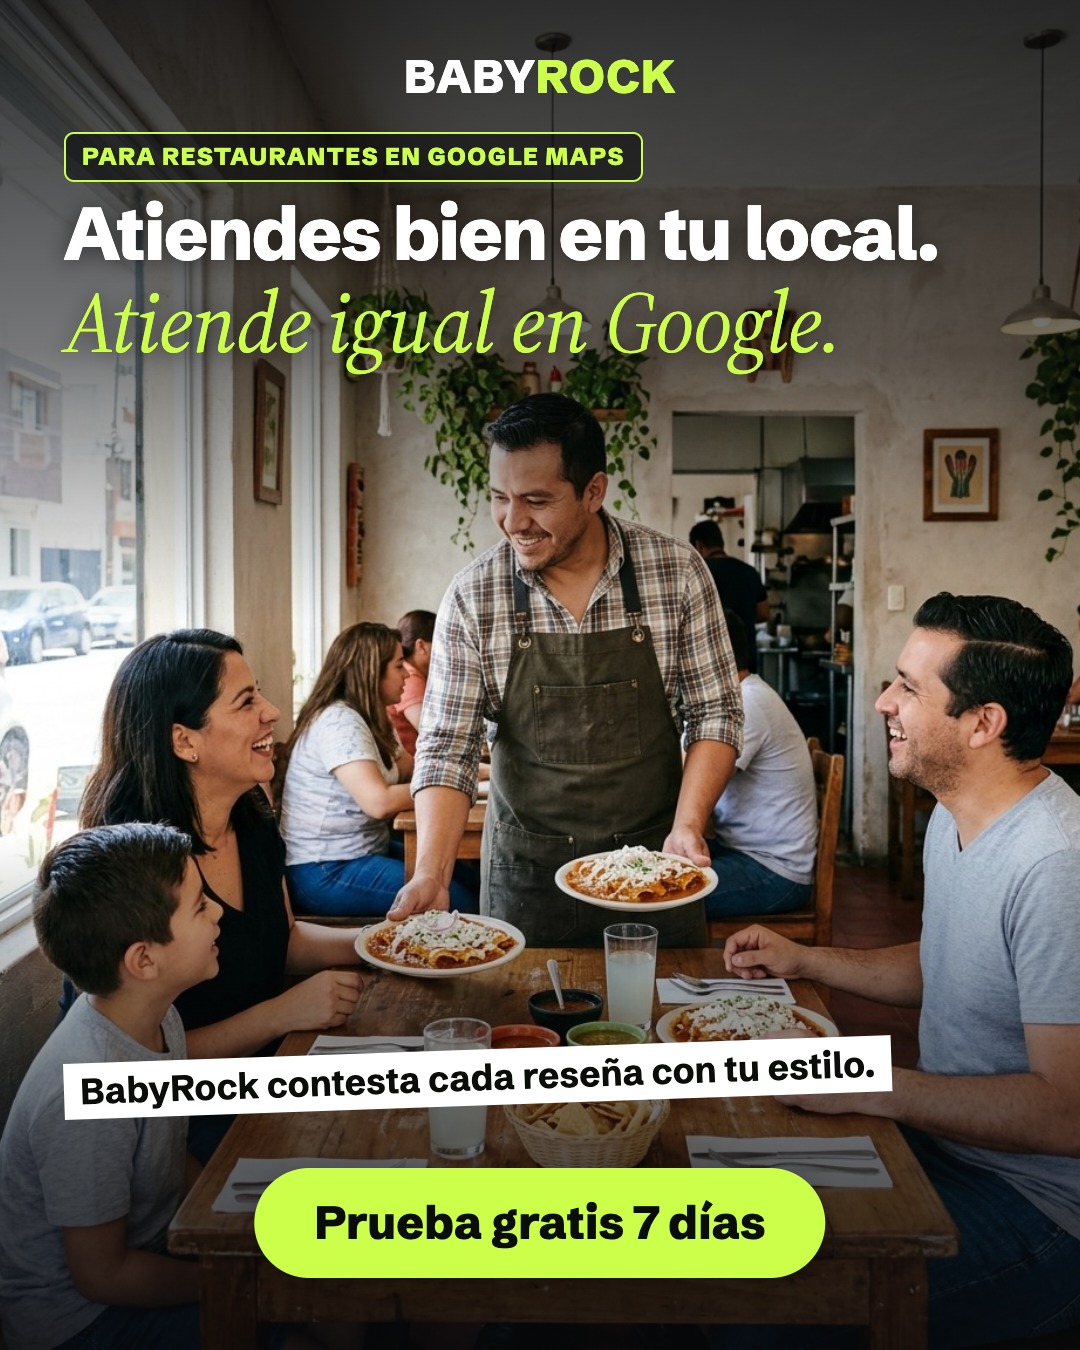 BABYROCK
PARA RESTAURANTES EN GOOGLE MAPS
Atiendes bien en tu local.
Atiende igual en Google.
BabyRock contesta cada reseña con tu estilo.
Prueba gratis 7 días